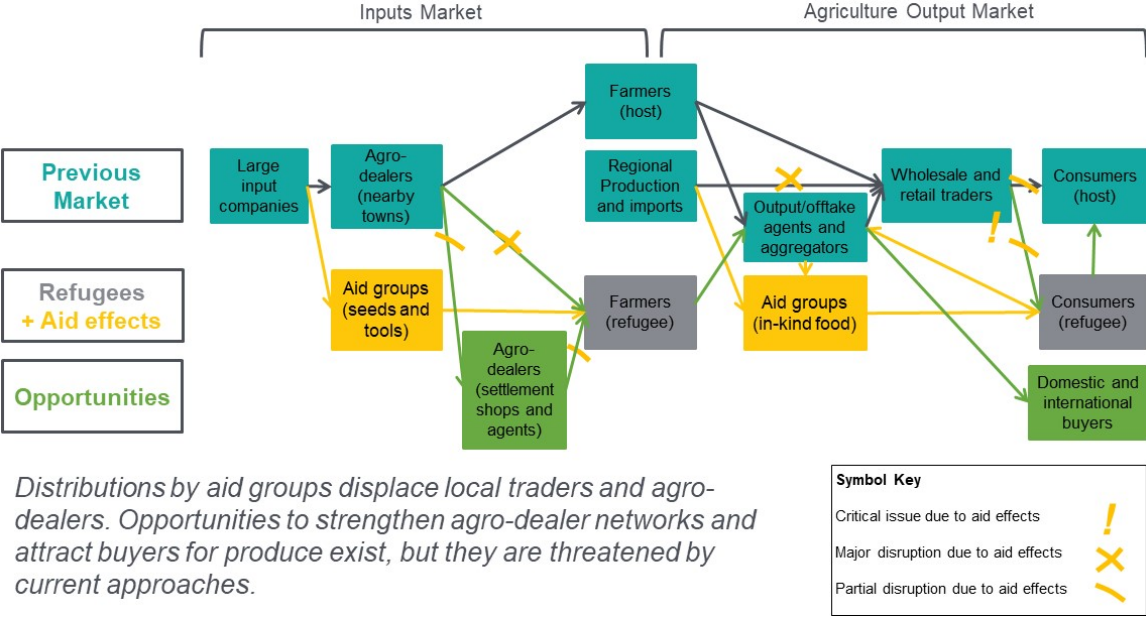 Inputs Market
Agriculture Output Market
Farmers
(host)
Previous
Market
Large
input
companies
Agro-
dealers
(nearby
towns)
Regional
Production
and imports
Output/offtake
agents and
aggregators
Wholesale and
retail traders
Consumers
(host)
Refugees
+ Aid effects
Aid groups
(seeds and
tools)
Farmers
(refugee)
Aid groups
(in-kind food)
Consumers
(refugee)
Opportunities
Agro-
dealers
(settlement
shops and
agents)
Domestic and
international
buyers
Distributions by aid groups displace local traders and agro-
dealers. Opportunities to strengthen agro-dealer networks and
attract buyers for produce exist, but they are threatened by
current approaches.
Symbol Key
Critical issue due to aid effects !
Major disruption due to aid effects
Partial disruption due to aid effects